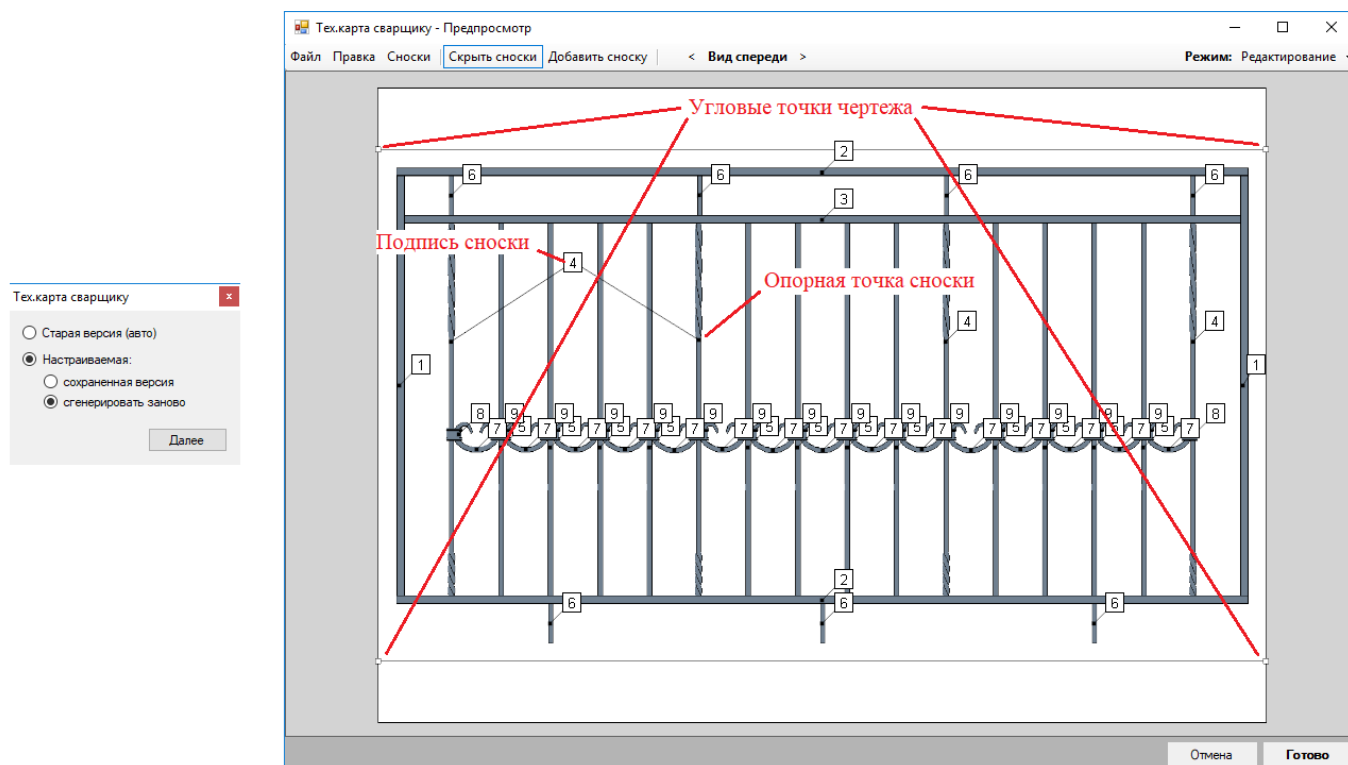 Тех.карта сварщику
Старая версия (авто)
Настраиваемая:
сохраненная версия
сгенерировать заново
Далее
Тех.карта сварщику - Предпросмотр
Файл Правка Сноски Скрыть сноски Добавить сноску < Вид спереди > Режим: Редактирование
Угловые точки чертежа
2
6 6 6 6
3
Подпись сноски
4
Опорная точка сноски
4 4
1 1
8 9 9 9 9 9 9 9 9 9 9 9 9 9 9 8
7 5 7 5 7 5 7 5 7 7 5 7 5 7 5 7 5 7 7 5 7 5 7 5 7 5 7
2
6 6 6
Отмена Готово